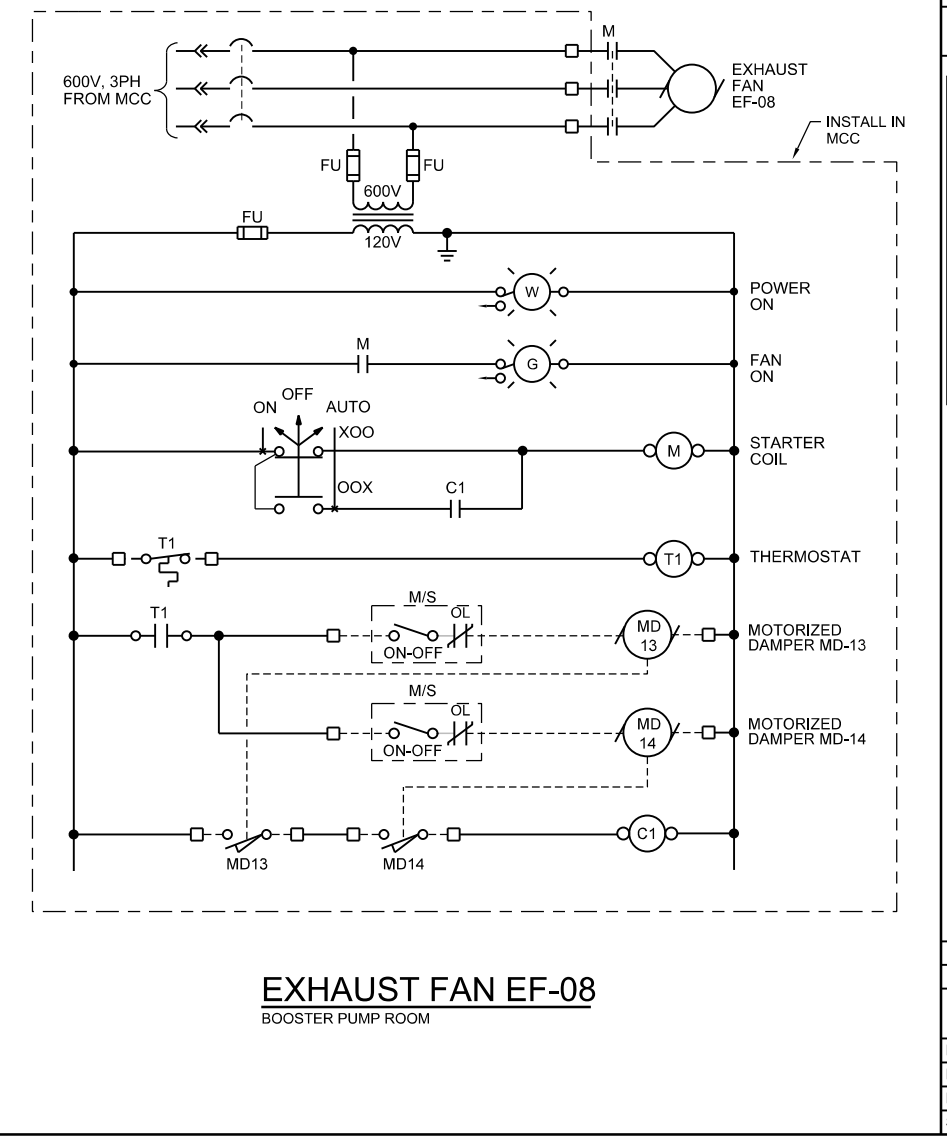 M
600V, 3PH
FROM MCC
EXHAUST
FAN
EF-08
INSTALL IN
MCC
FU
FU
600V
FU
120V
W
POWER
ON
M
G
FAN
ON
ON
OFF
AUTO
XOO
M
STARTER
COIL
OOX
C1
T1
T1
THERMOSTAT
T1
M/S
OL
ON-OFF
MD
13
MOTORIZED
DAMPER MD-13
M/S
OL
ON-OFF
MD
14
MOTORIZED
DAMPER MD-14
MD13
MD14
C1
EXHAUST FAN EF-08
BOOSTER PUMP ROOM